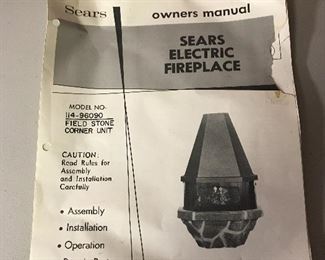 Sears
owners manual
SEARS
ELECTRIC
FIREPLACE
MODEL NO.
114-96090
FIELD STONE
CORNER UNIT
CAUTION:
Read Rules for
Assembly
and Installation
Carefully
• Assembly
• Installation
• Operation